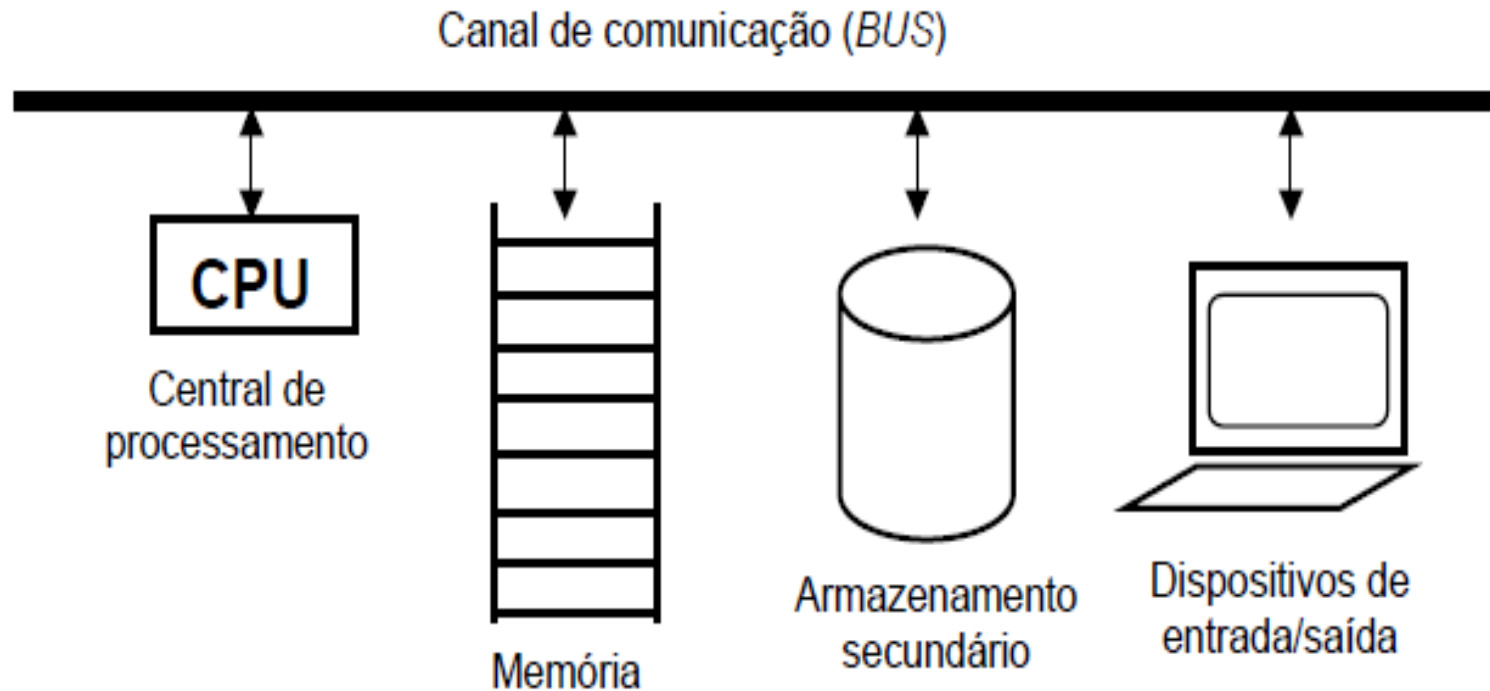 Canal de comunicação (BUS)
CPU
Central de
processamento
Memória
Armazenamento
secundário
Dispositivos de
entrada/saída